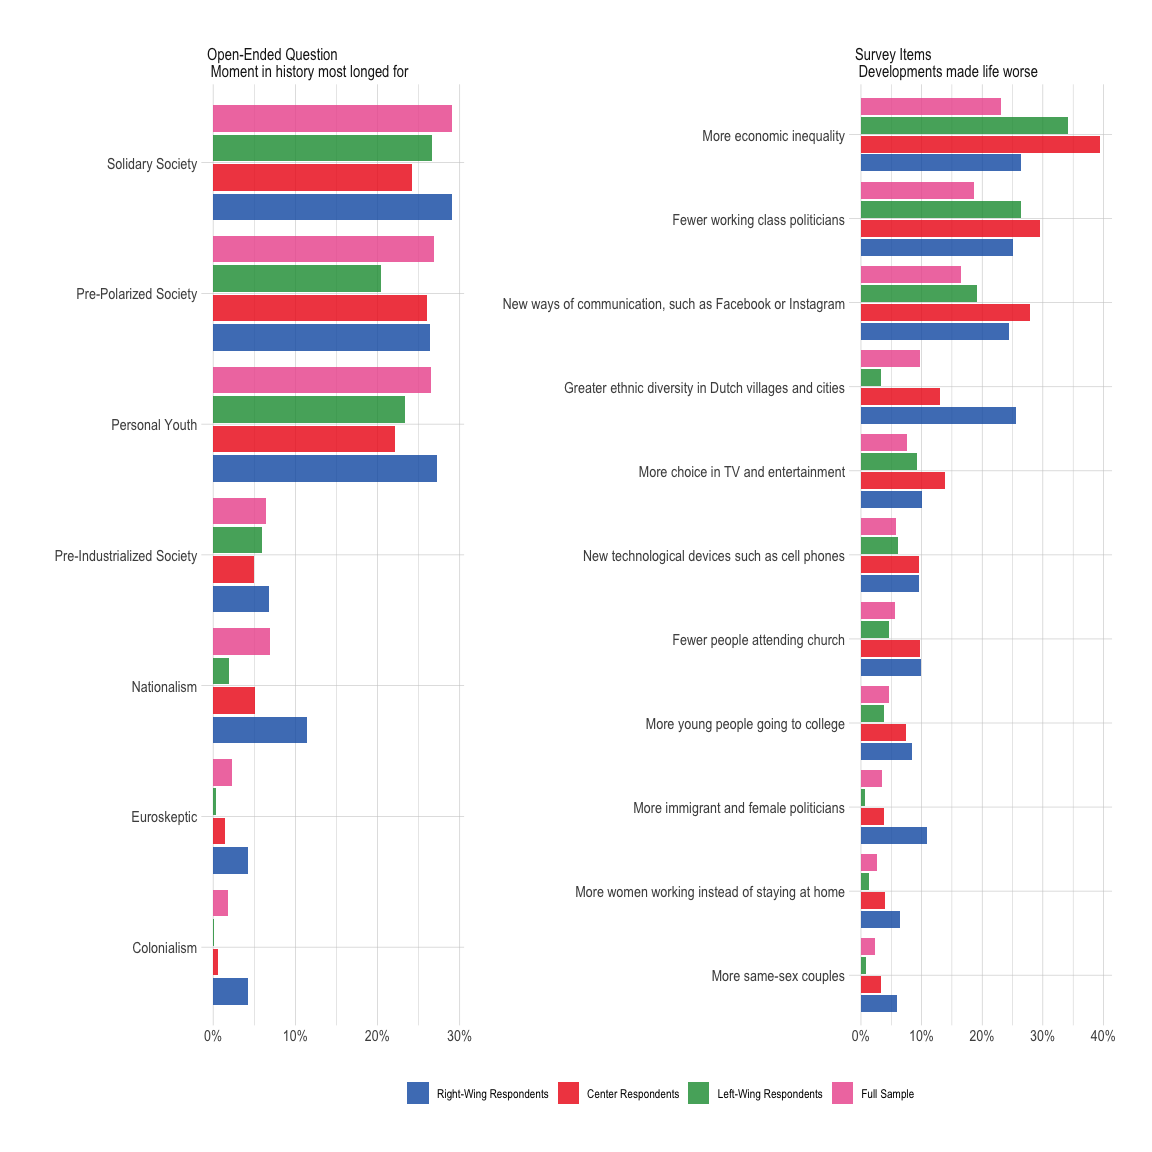 Open-Ended Question
Moment in history most longed for
Solidary Society
Pre-Polarized Society
Personal Youth
Pre-Industrialized Society
Nationalism
Euroskeptic
Colonialism
0% 10% 20% 30%
Survey Items
Developments made life worse
More economic inequality
Fewer working class politicians
New ways of communication, such as Facebook or Instagram
Greater ethnic diversity in Dutch villages and cities
More choice in TV and entertainment
New technological devices such as cell phones
Fewer people attending church
More young people going to college
More immigrant and female politicians
More women working instead of staying at home
More same-sex couples
0% 10% 20% 30% 40%
Right-Wing Respondents Center Respondents Left-Wing Respondents Full Sample